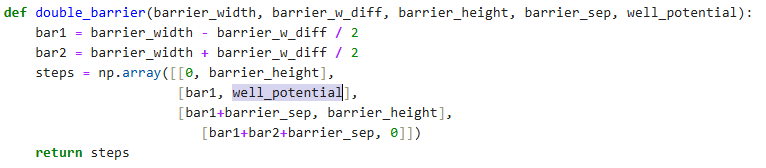 def double_barrier(barrier_width, barrier_w_diff, barrier_height, barrier_sep, well_potential):
    bar1 = barrier_width - barrier_w_diff / 2
    bar2 = barrier_width + barrier_w_diff / 2
    steps = np.array([[0, barrier_height],
                       [bar1, well_potential],
                       [bar1+barrier_sep, barrier_height],
                          [bar1+bar2+barrier_sep, 0]])
    return steps